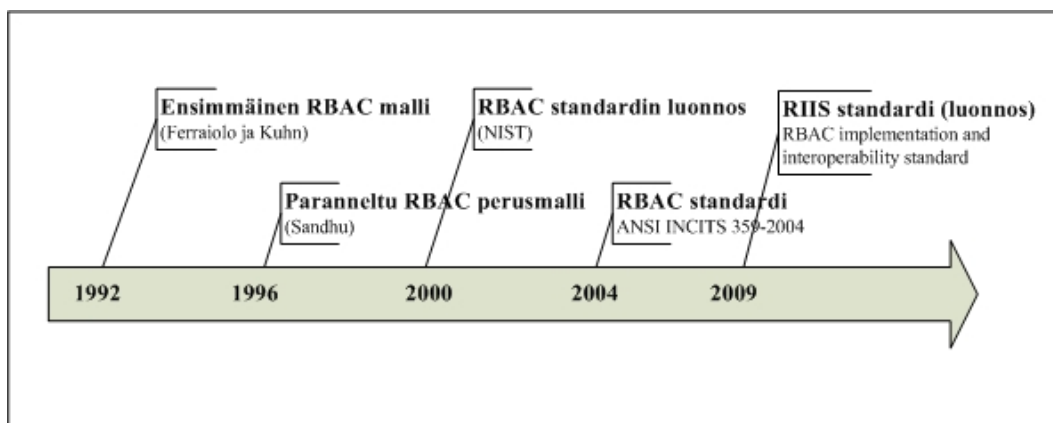 Ensimmäinen RBAC malli
(Ferraiolo ja Kuhn)
RBAC standardin luonnos
(NIST)
RIIS standardi (luonnos)
RBAC implementation and
interoperability standard
Paranneltu RBAC perusmalli
(Sandhu)
RBAC standardi
ANSI INCITS 359-2004
1992
1996
2000
2004
2009